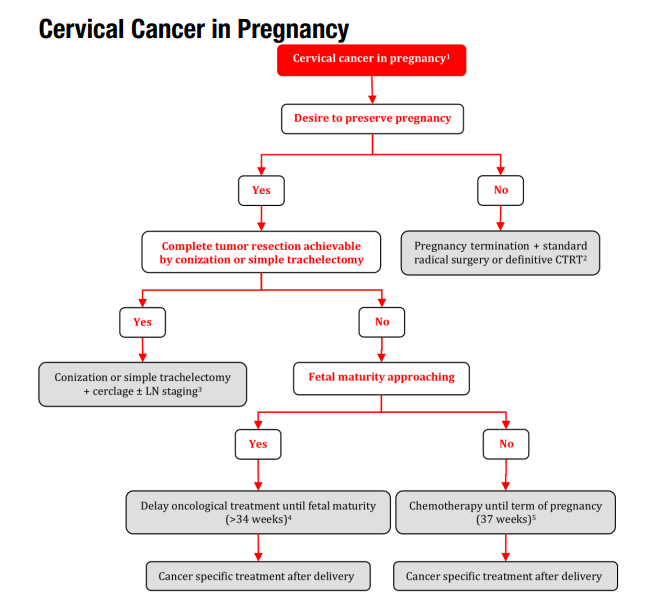 Cervical Cancer in Pregnancy
Cervical cancer in pregnancy¹
Desire to preserve pregnancy
Yes
No
Complete tumor resection achievable
by conization or simple trachelectomy
Pregnancy termination + standard
radical surgery or definitive CTRT²
Yes
No
Conization or simple trachelectomy
+ cerclage ± LN staging³
Fetal maturity approaching
Yes
No
Delay oncological treatment until fetal maturity
(>34 weeks)⁴
Chemotherapy until term of pregnancy
(37 weeks)⁵
Cancer specific treatment after delivery
Cancer specific treatment after delivery